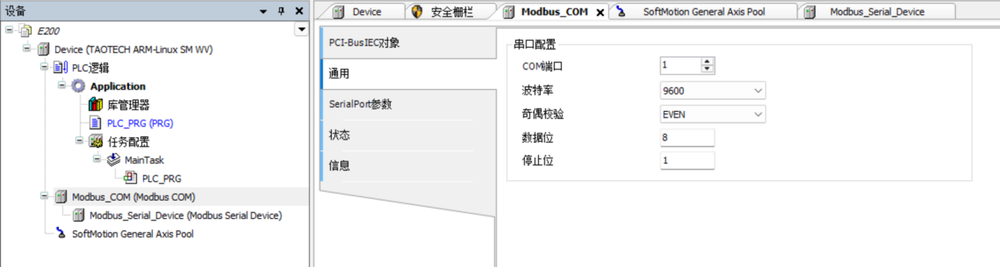 设备
E200
Device (TAOTECH ARM-Linux SM WV)
PLC逻辑
Application
库管理器
PLC_PRG (PRG)
任务配置
MainTask
PLC_PRG
Modbus_COM (Modbus COM)
Modbus_Serial_Device (Modbus Serial Device)
SoftMotion General Axis Pool
Device 安全栅栏 Modbus_COM SoftMotion General Axis Pool Modbus_Serial_Device
PCI-BusIEC对象
通用
SerialPort参数
状态
信息
串口配置
COM端口 1
波特率 9600
奇偶校验 EVEN
数据位 8
停止位 1